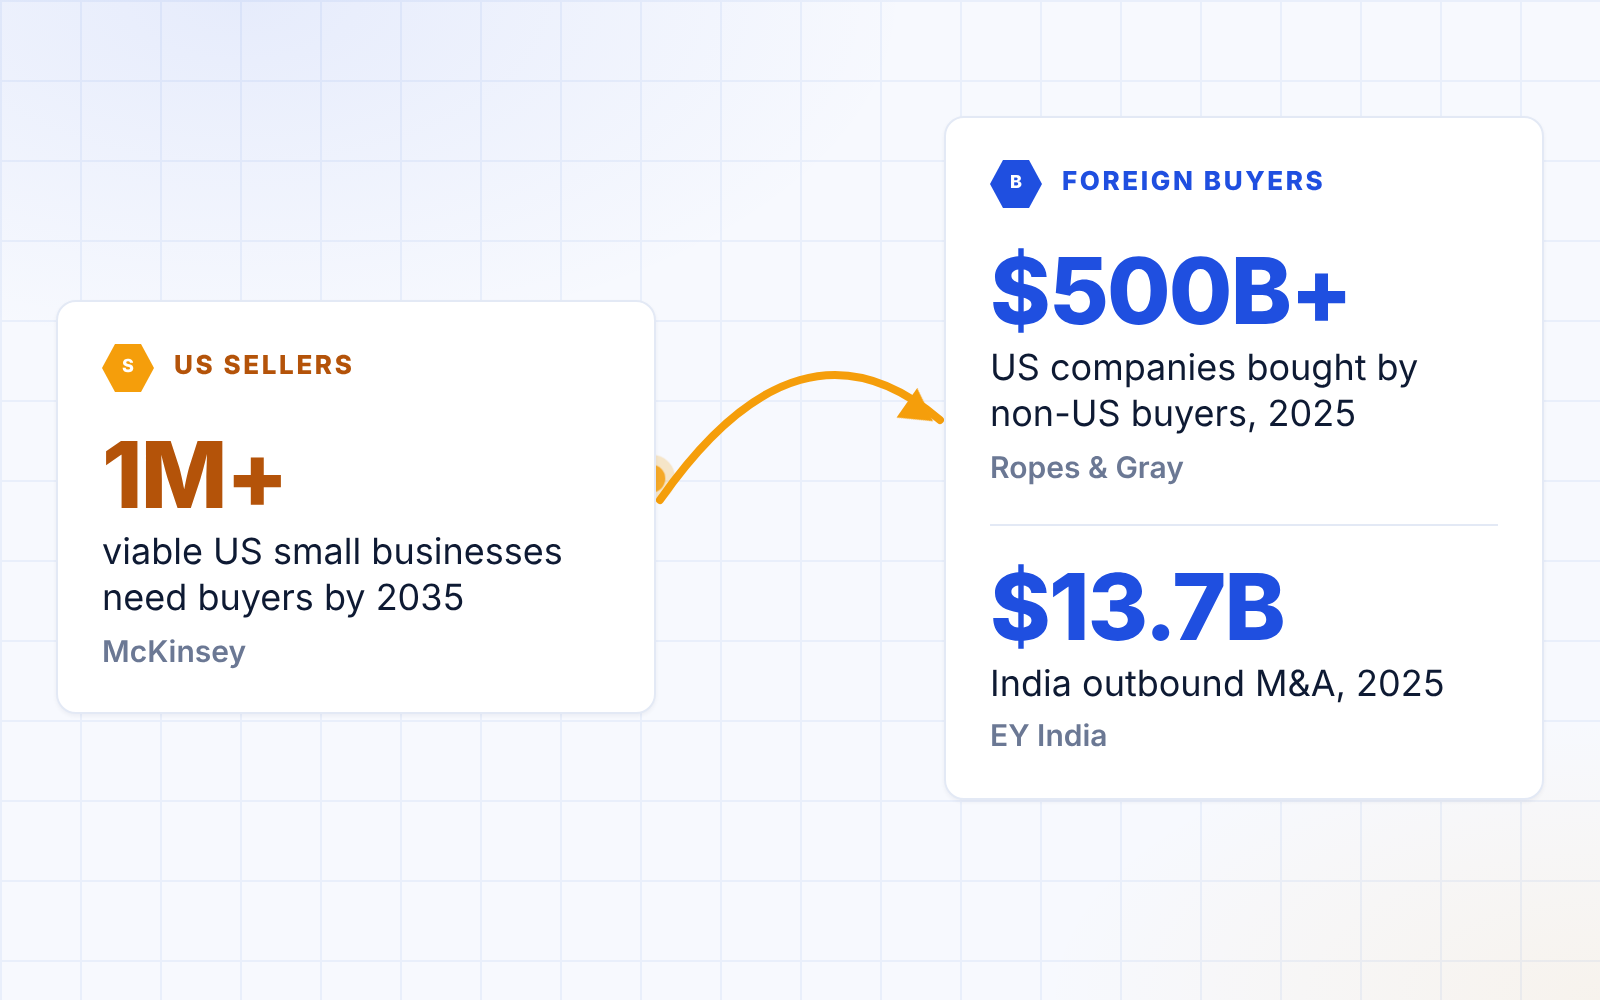 S
US SELLERS
1M+
viable US small businesses
need buyers by 2035
McKinsey
B
FOREIGN BUYERS
$500B+
US companies bought by
non-US buyers, 2025
Ropes & Gray
$13.7B
India outbound M&A, 2025
EY India